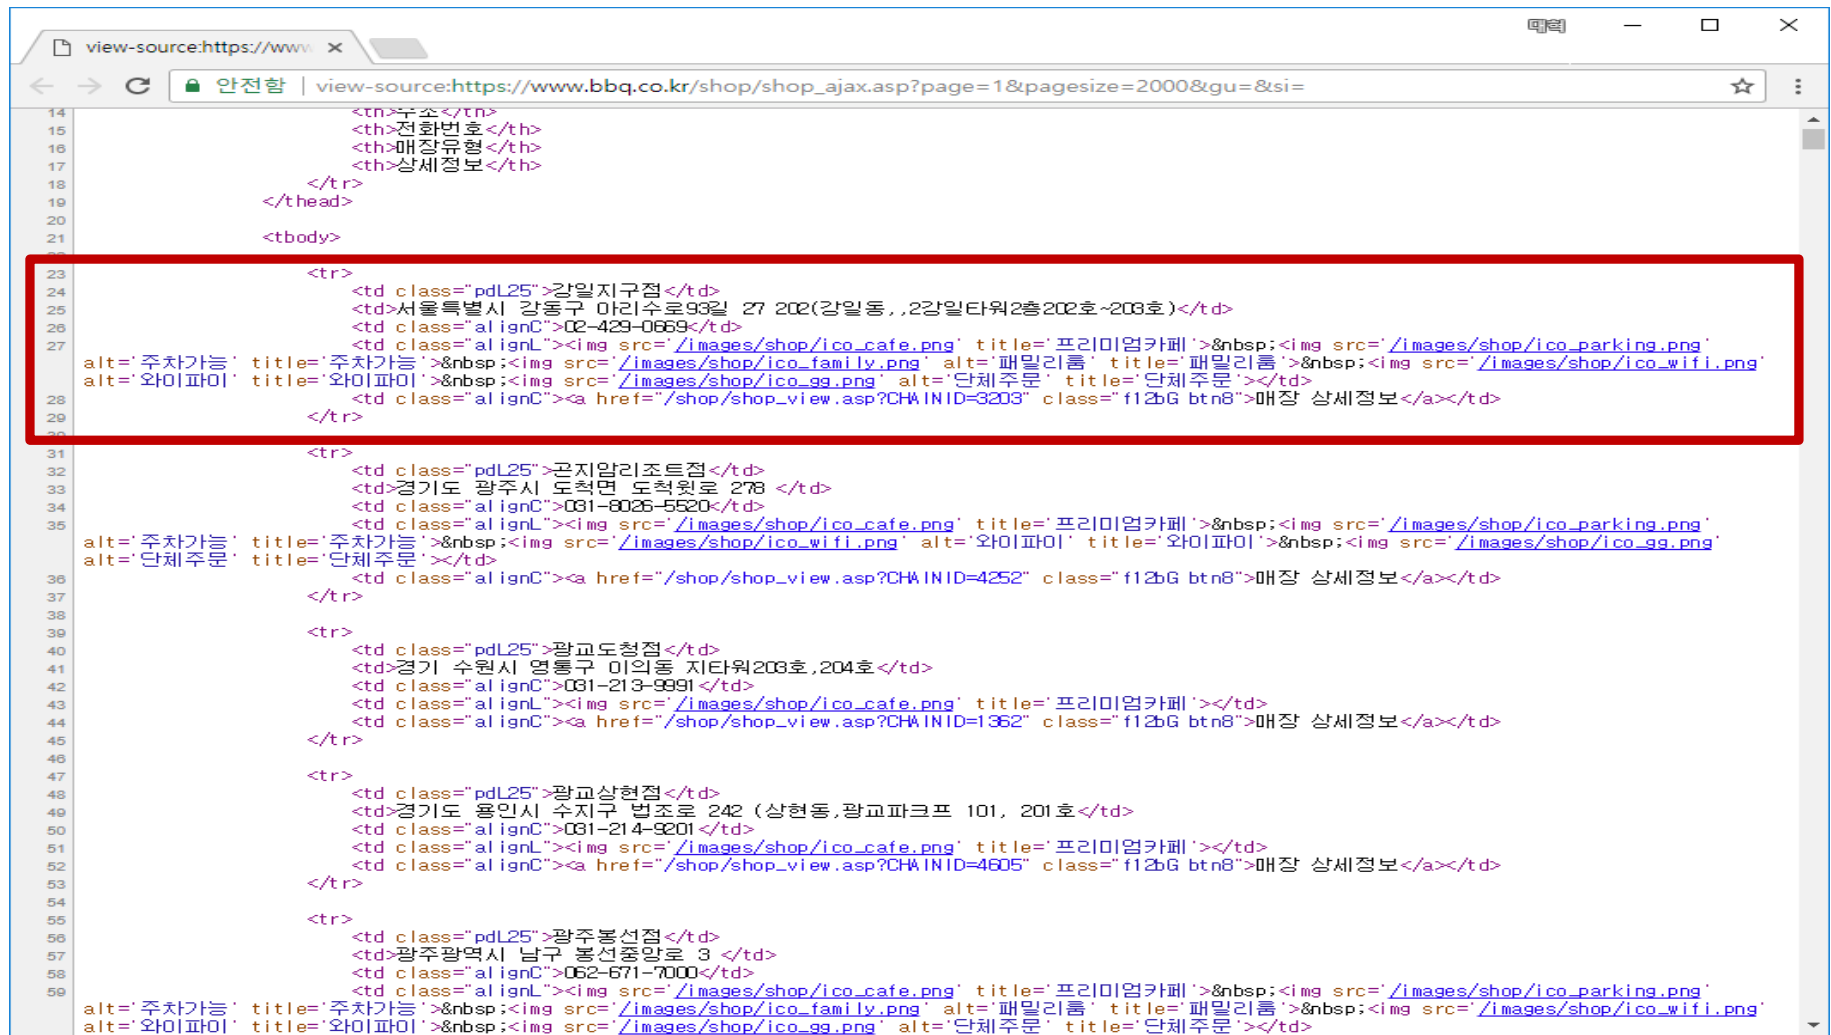 매혁
view-source:https://www
안전함 | view-source:https://www.bbq.co.kr/shop/shop_ajax.asp?page=1&pagesize=2000&gu=&si=
14 <th>주소</th>
15 <th>전화번호</th>
16 <th>매장유형</th>
17 <th>상세정보</th>
18 </tr>
19 </thead>
20
21 <tbody>
22
23 <tr>
24 <td class="pdL25">강일지구점</td>
25 <td>서울특별시 강동구 아리수로93길 27 202(강일동,,2강일타워2층202호~203호)</td>
26 <td class="alignC">02-429-0669</td>
27 <td class="alignL"><img src='/images/shop/ico_cafe.png' title='프리미엄카페'>&nbsp;<img src='/images/shop/ico_parking.png'
alt='주차가능' title='주차가능'>&nbsp;<img src='/images/shop/ico_family.png' alt='패밀리룸' title='패밀리룸'>&nbsp;<img src='/images/shop/ico_wifi.png'
alt='와이파이' title='와이파이'>&nbsp;<img src='/images/shop/ico_gg.png' alt='단체주문' title='단체주문'></td>
28 <td class="alignC"><a href="/shop/shop_view.asp?CHAINID=3203" class="f12bG btn8">매장 상세정보</a></td>
29 </tr>
30
31 <tr>
32 <td class="pdL25">곤지암리조트점</td>
33 <td>경기도 광주시 도척면 도척윗로 278 </td>
34 <td class="alignC">031-8026-5520</td>
35 <td class="alignL"><img src='/images/shop/ico_cafe.png' title='프리미엄카페'>&nbsp;<img src='/images/shop/ico_parking.png'
alt='주차가능' title='주차가능'>&nbsp;<img src='/images/shop/ico_wifi.png' alt='와이파이' title='와이파이'>&nbsp;<img src='/images/shop/ico_gg.png'
alt='단체주문' title='단체주문'></td>
36 <td class="alignC"><a href="/shop/shop_view.asp?CHAINID=4252" class="f12bG btn8">매장 상세정보</a></td>
37 </tr>
38
39 <tr>
40 <td class="pdL25">광교도청점</td>
41 <td>경기 수원시 영통구 이의동 지타워203호,204호</td>
42 <td class="alignC">031-213-9991</td>
43 <td class="alignL"><img src='/images/shop/ico_cafe.png' title='프리미엄카페'></td>
44 <td class="alignC"><a href="/shop/shop_view.asp?CHAINID=1362" class="f12bG btn8">매장 상세정보</a></td>
45 </tr>
46
47 <tr>
48 <td class="pdL25">광교상현점</td>
49 <td>경기도 용인시 수지구 법조로 242 (상현동,광교파크프 101, 201호</td>
50 <td class="alignC">031-214-9201</td>
51 <td class="alignL"><img src='/images/shop/ico_cafe.png' title='프리미엄카페'></td>
52 <td class="alignC"><a href="/shop/shop_view.asp?CHAINID=4605" class="f12bG btn8">매장 상세정보</a></td>
53 </tr>
54
55 <tr>
56 <td class="pdL25">광주봉선점</td>
57 <td>광주광역시 남구 봉선중앙로 3 </td>
58 <td class="alignC">062-671-7000</td>
59 <td class="alignL"><img src='/images/shop/ico_cafe.png' title='프리미엄카페'>&nbsp;<img src='/images/shop/ico_parking.png'
alt='주차가능' title='주차가능'>&nbsp;<img src='/images/shop/ico_family.png' alt='패밀리룸' title='패밀리룸'>&nbsp;<img src='/images/shop/ico_wifi.png'
alt='와이파이' title='와이파이'>&nbsp;<img src='/images/shop/ico_gg.png' alt='단체주문' title='단체주문'></td>